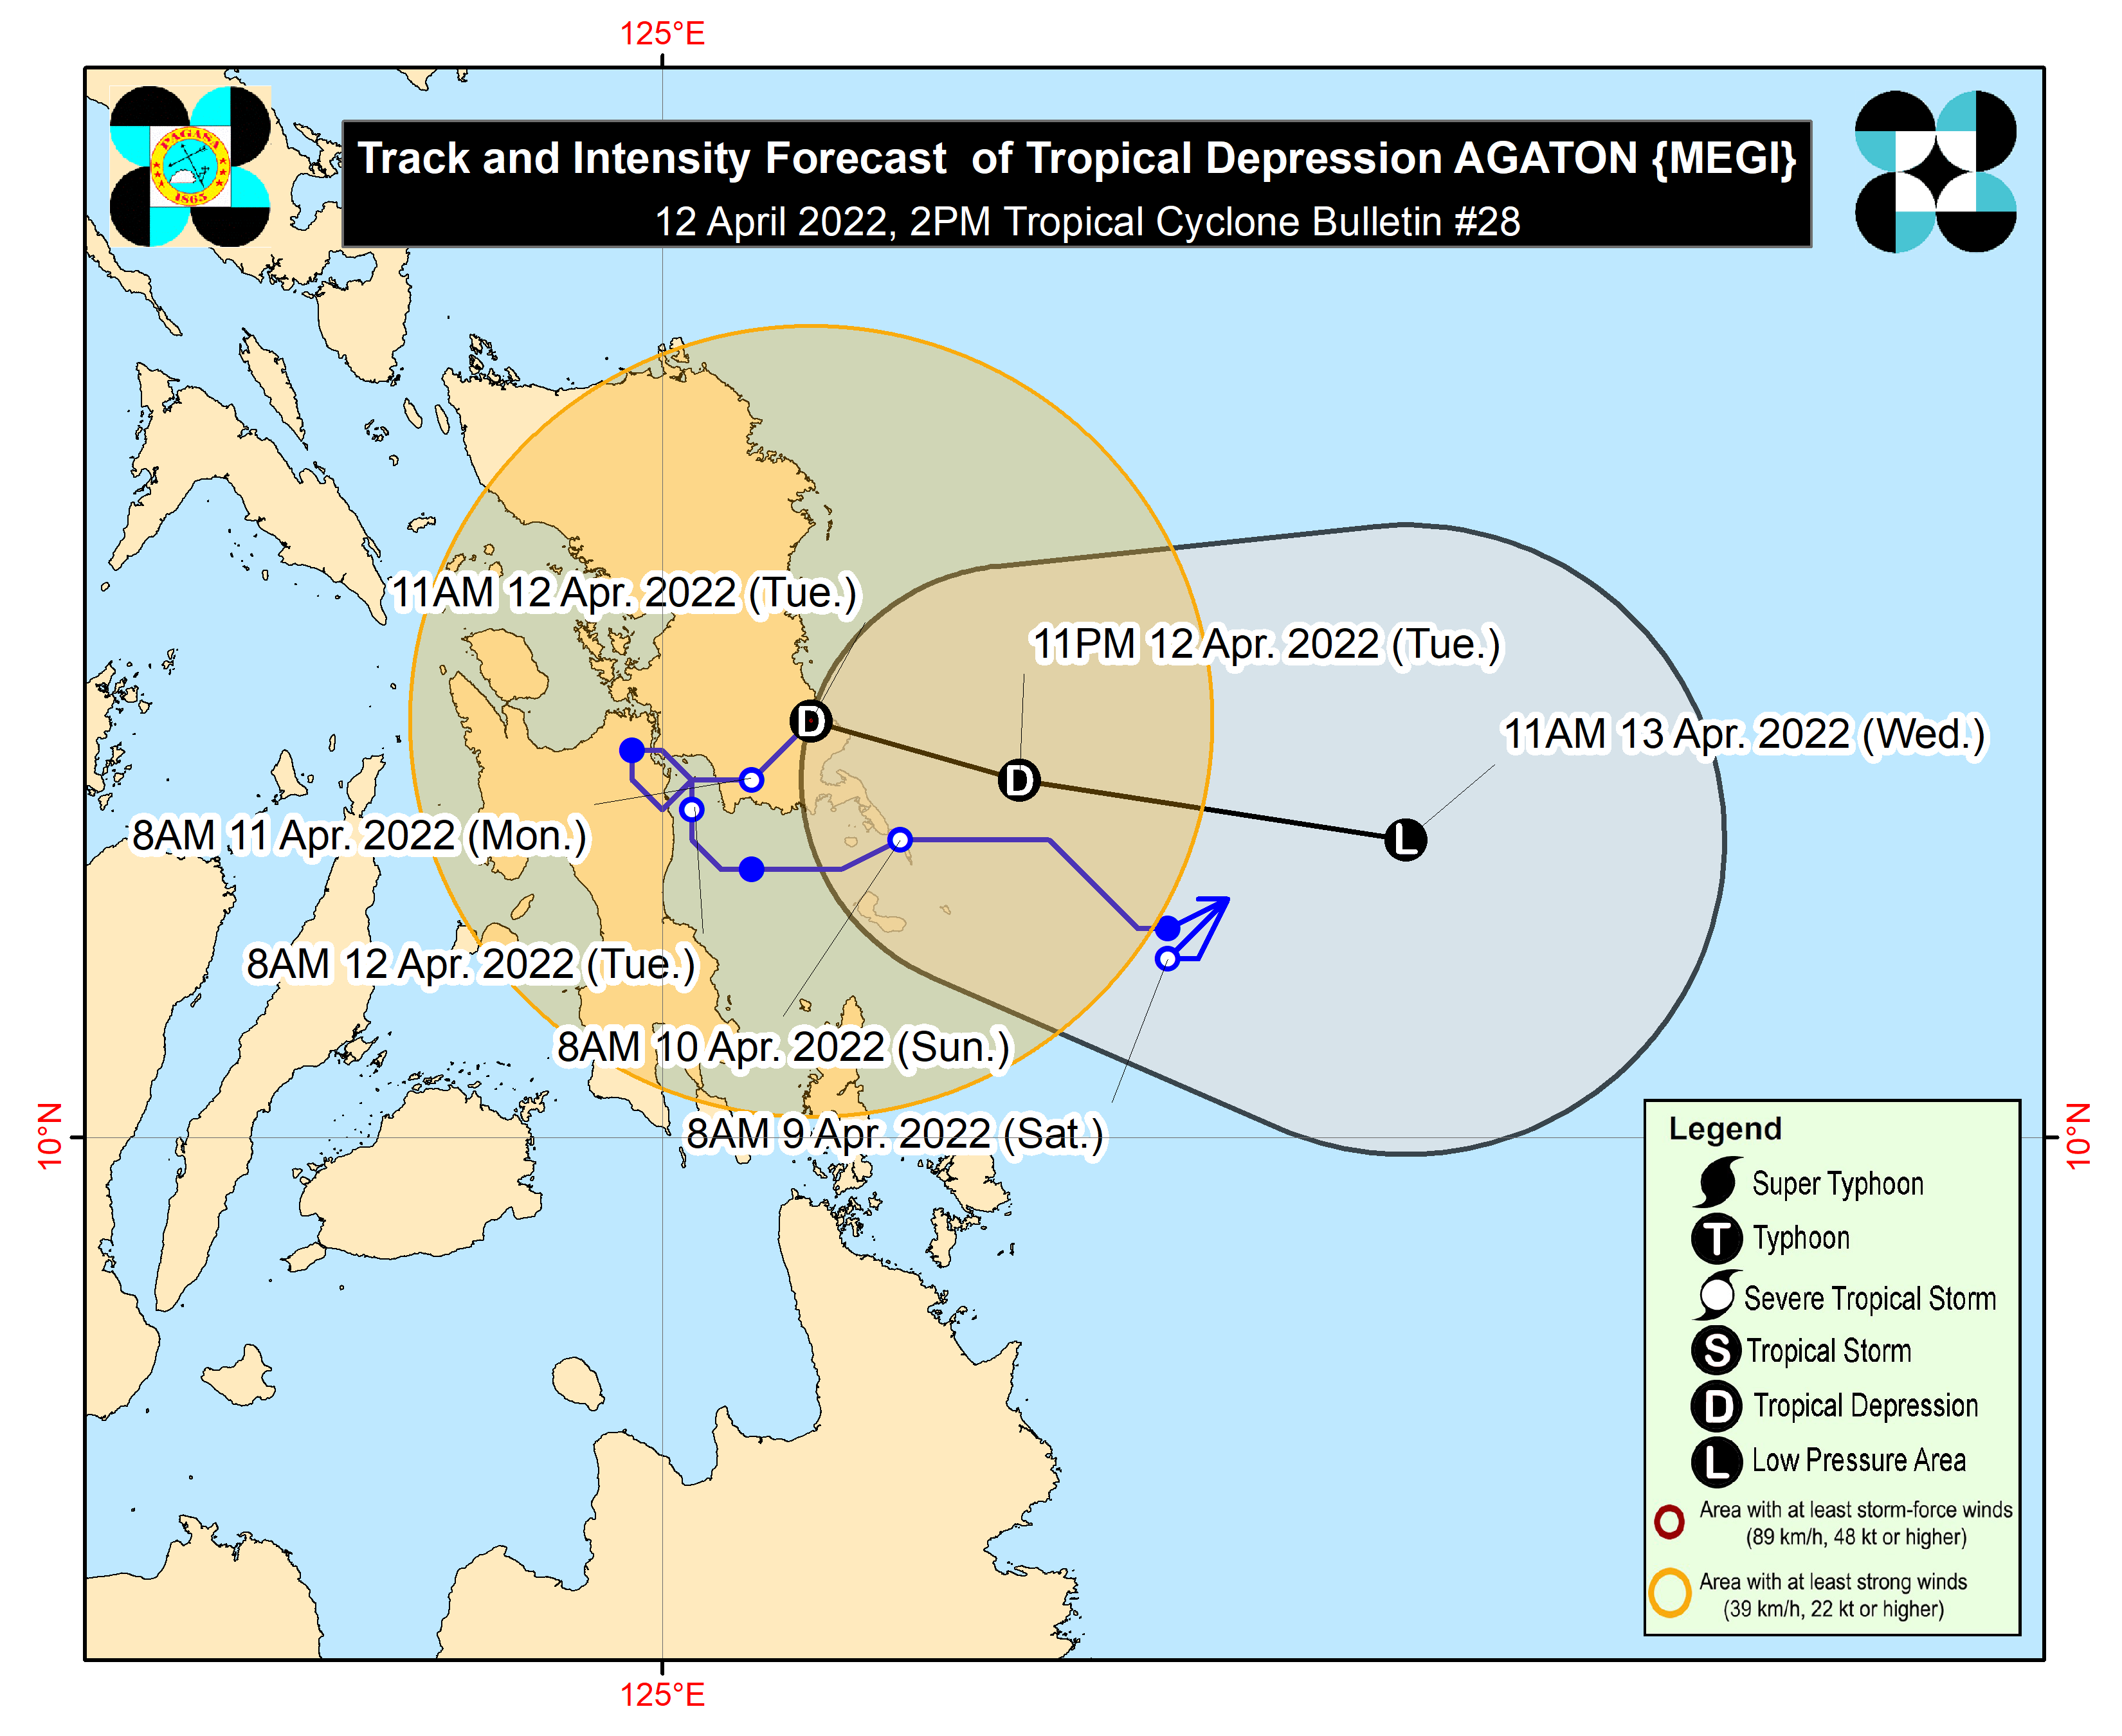 125°E
PAGASA
1865
Track and Intensity Forecast  of Tropical Depression AGATON {MEGI}
12 April 2022, 2PM Tropical Cyclone Bulletin #28
11AM 12 Apr. 2022 (Tue.)
11PM 12 Apr. 2022 (Tue.)
D
11AM 13 Apr. 2022 (Wed.)
D
8AM 11 Apr. 2022 (Mon.)
L
8AM 12 Apr. 2022 (Tue.)
8AM 10 Apr. 2022 (Sun.)
8AM 9 Apr. 2022 (Sat.)
10°N
10°N
Legend
Super Typhoon
T Typhoon
Severe Tropical Storm
S Tropical Storm
D Tropical Depression
L Low Pressure Area
Area with at least storm-force winds
(89 km/h, 48 kt or higher)
Area with at least strong winds
(39 km/h, 22 kt or higher)
125°E